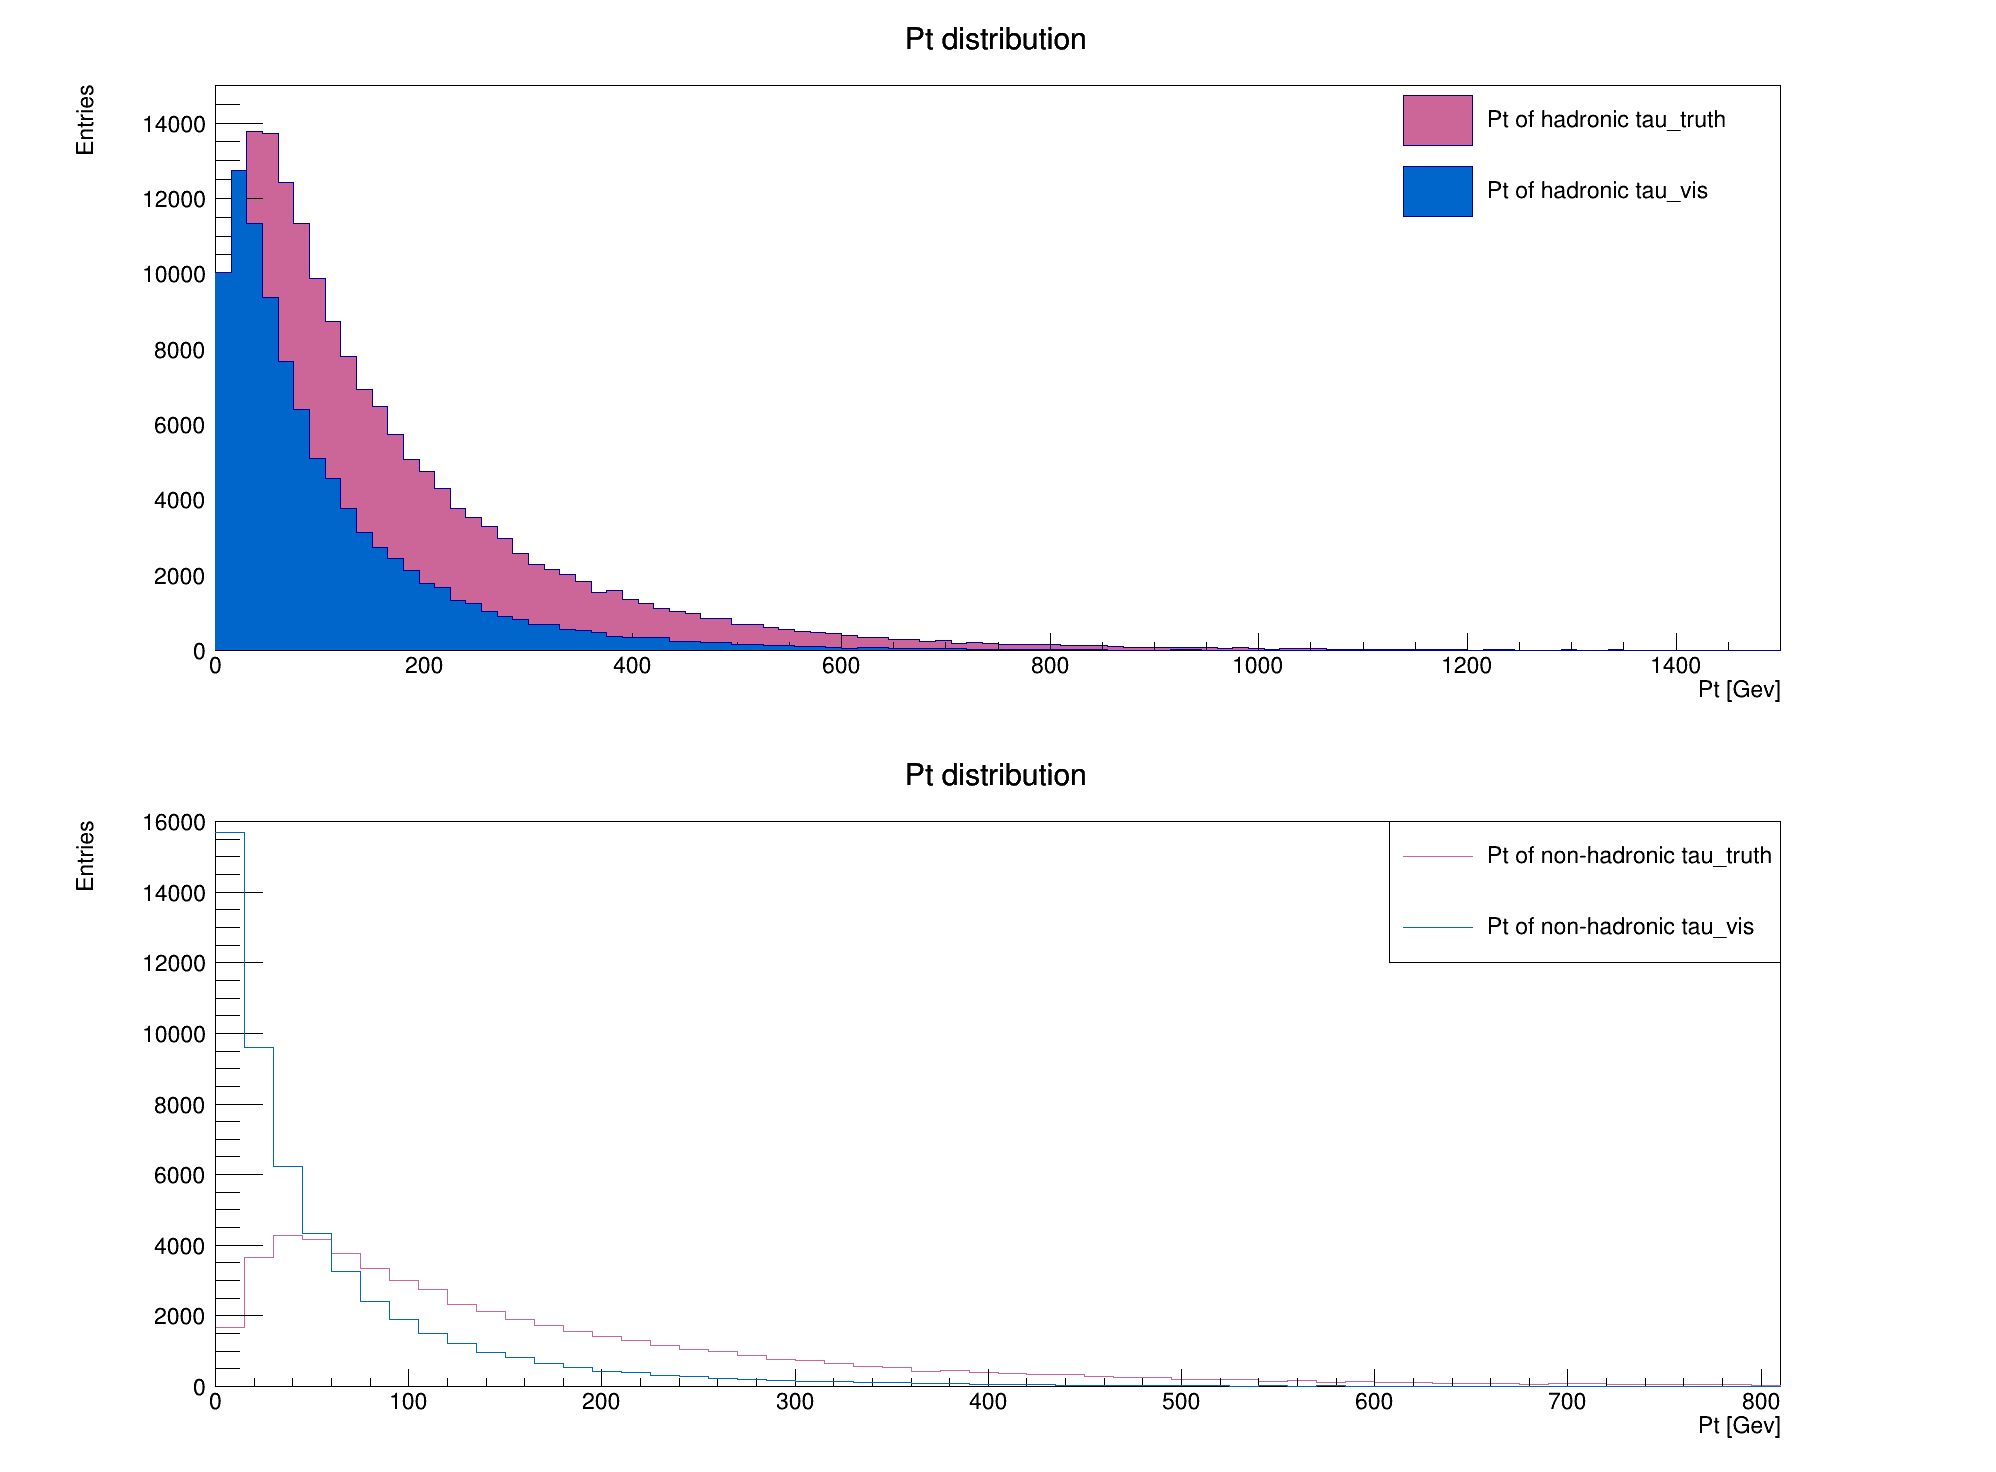 Pt distribution
Entries
14000
12000
10000
8000
6000
4000
2000
0
Pt of hadronic tau_truth
Pt of hadronic tau_vis
0 200 400 600 800 1000 1200 1400
Pt [Gev]
Pt distribution
Entries
16000
14000
12000
10000
8000
6000
4000
2000
0
Pt of non-hadronic tau_truth
Pt of non-hadronic tau_vis
0 100 200 300 400 500 600 700 800
Pt [Gev]